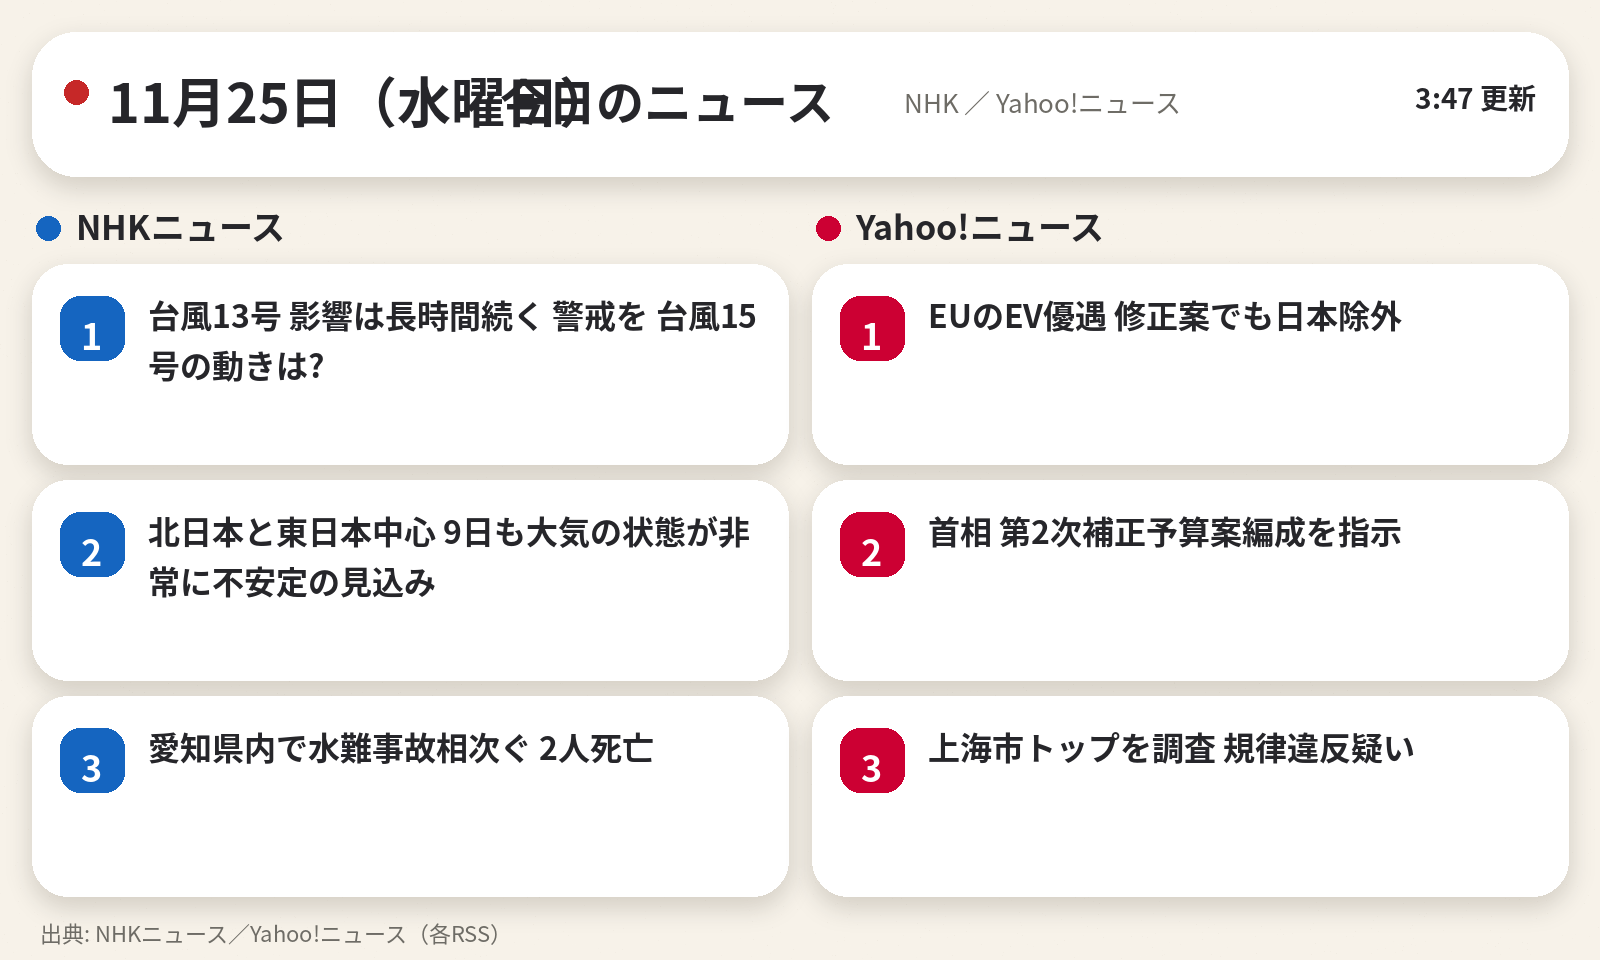 11月25日（水曜日）今日のニュース
NHK ／ Yahoo!ニュース
3:47 更新
NHKニュース
1
台風13号 影響は長時間続く 警戒を 台風15
号の動きは?
2
北日本と東日本中心 9日も大気の状態が非
常に不安定の見込み
3
愛知県内で水難事故相次ぐ 2人死亡
Yahoo!ニュース
1
EUのEV優遇 修正案でも日本除外
2
首相 第2次補正予算案編成を指示
3
上海市トップを調査 規律違反疑い
出典: NHKニュース／Yahoo!ニュース（各RSS）